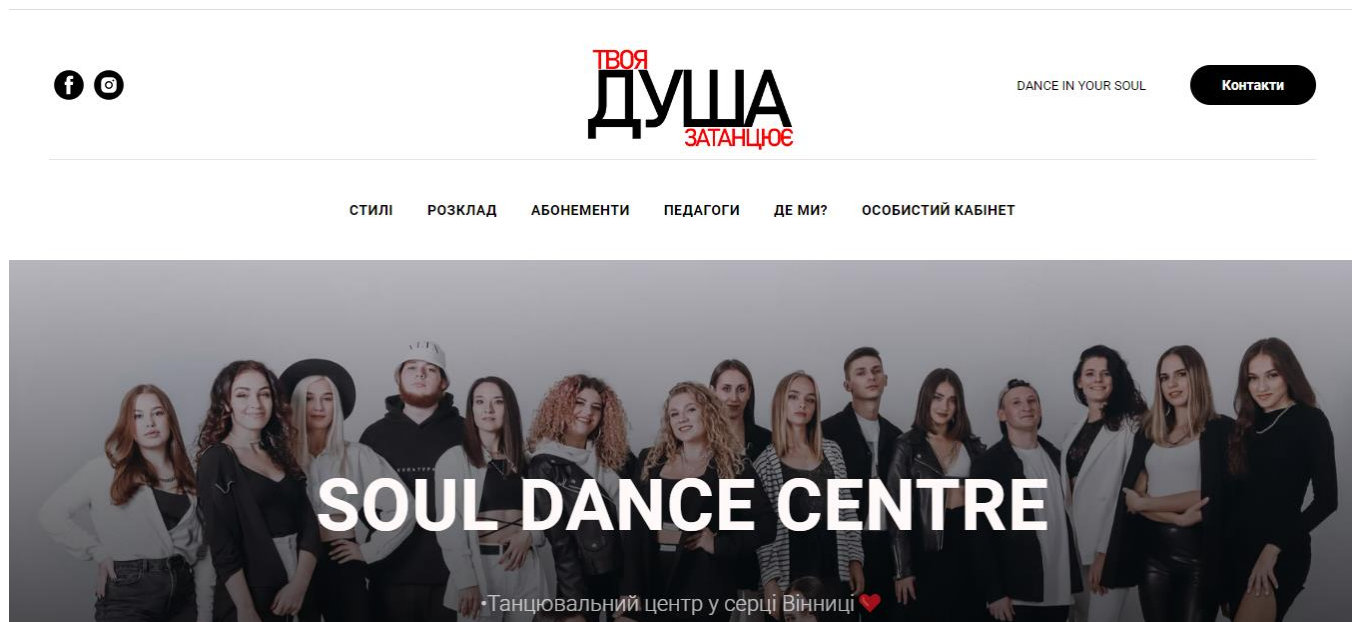 ТВОЯ
ДУША
ЗАТАНЦЮЄ
DANCE IN YOUR SOUL
Контакти
СТИЛІ РОЗКЛАД АБОНЕМЕНТИ ПЕДАГОГИ ДЕ МИ? ОСОБИСТИЙ КАБІНЕТ
SOUL DANCE CENTRE
•Танцювальний центр у серці Вінниці❤️